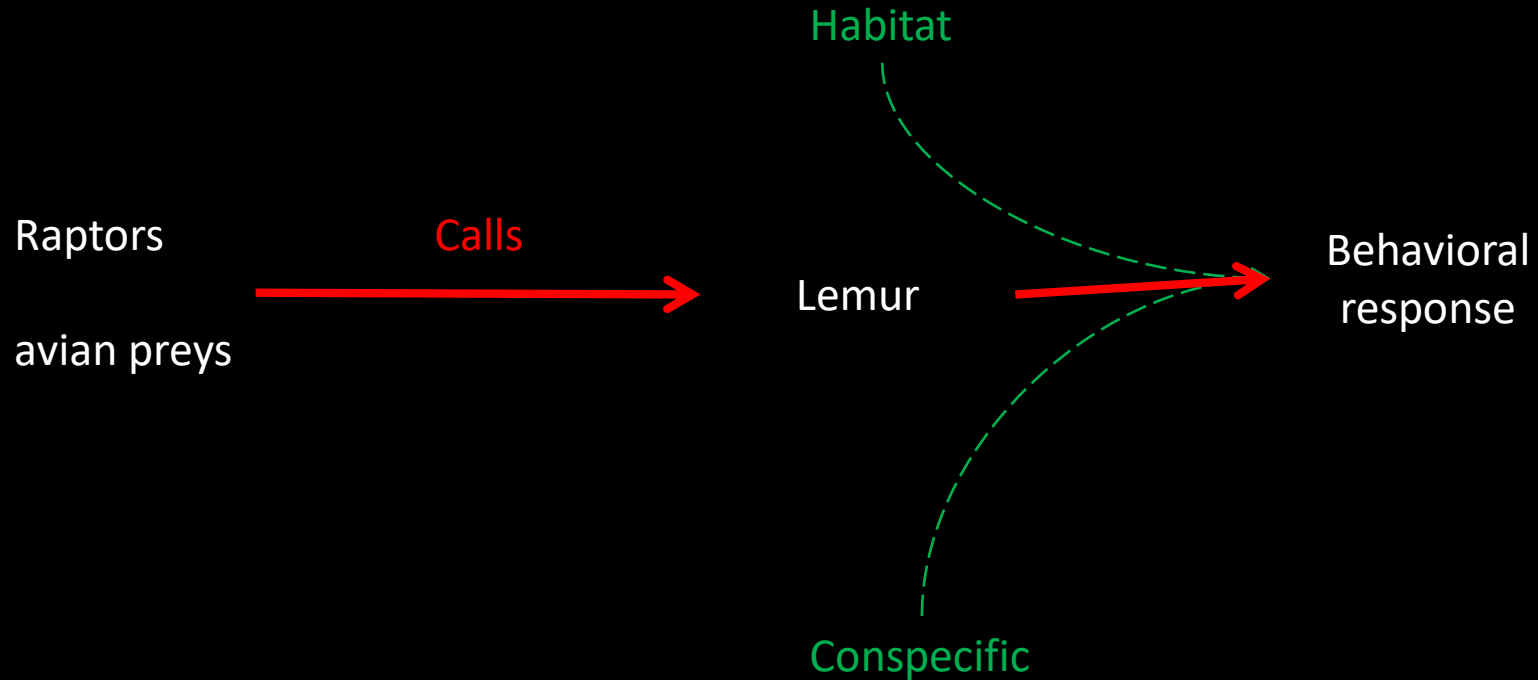 Habitat
Raptors
Calls
Lemur
Behavioral
response
avian preys
Conspecific